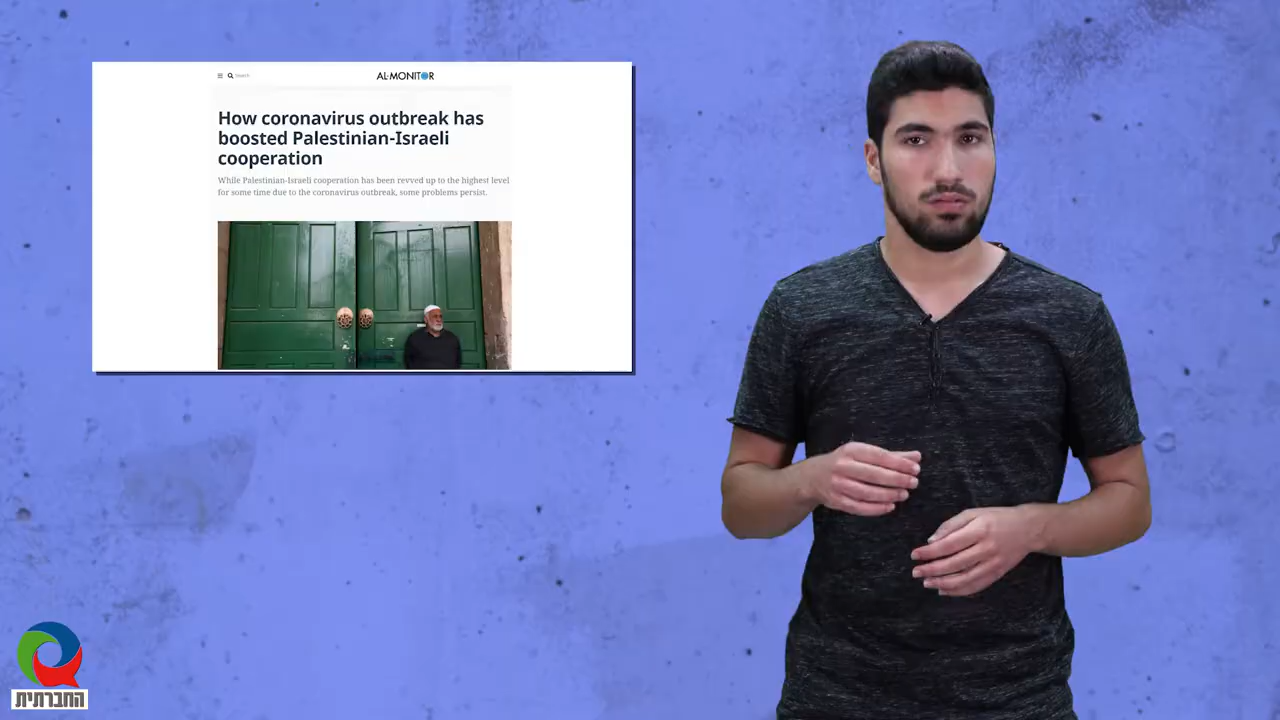 Search
AL-MONITOR
How coronavirus outbreak has
boosted Palestinian-Israeli
cooperation
While Palestinian-Israeli cooperation has been revved up to the highest level
for some time due to the coronavirus outbreak, some problems persist.
החברתית